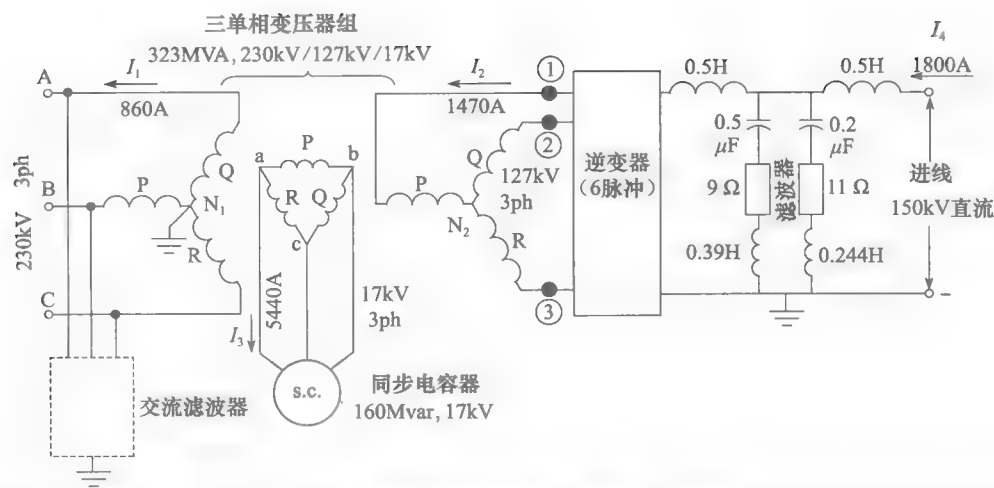 三单相变压器组
323MVA, 230kV/127kV/17kV
A
I₁
860A
I₂
1470A
①
0.5H
0.5H
I₄
1800A
3ph
230kV
B
P
Q
N₁
R
a
P
b
R
Q
c
P
Q
N₂
R
②
127kV
3ph
逆变器
(6脉冲)
0.5
μF
0.2
μF
9 Ω
滤波器
11 Ω
进线
150kV直流
0.39H
0.244H
C
5440A
I₃
17kV
3ph
③
-
s.c.
同步电容器
160Mvar, 17kV
交流滤波器